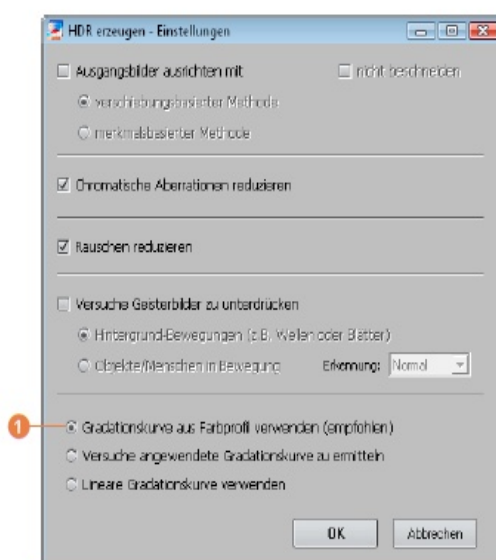 HDR erzeugen - Einstellungen
Ausgangsbilder ausrichten mit nicht beschneiden
verschiebungsbasierter Methode
merkmalsbasierter Methode
Chromatische Aberrationen reduzieren
Rauschen reduzieren
Versuche Geisterbilder zu unterdrücken
Hintergrund-Bewegungen (z.B. Wellen oder Blätter)
Objekte/Menschen in Bewegung Erkennung: Normal
1 Gradationskurve aus Farbprofil verwenden (empfohlen)
Versuche angewendete Gradationskurve zu ermitteln
Lineare Gradationskurve verwenden
OK Abbrechen